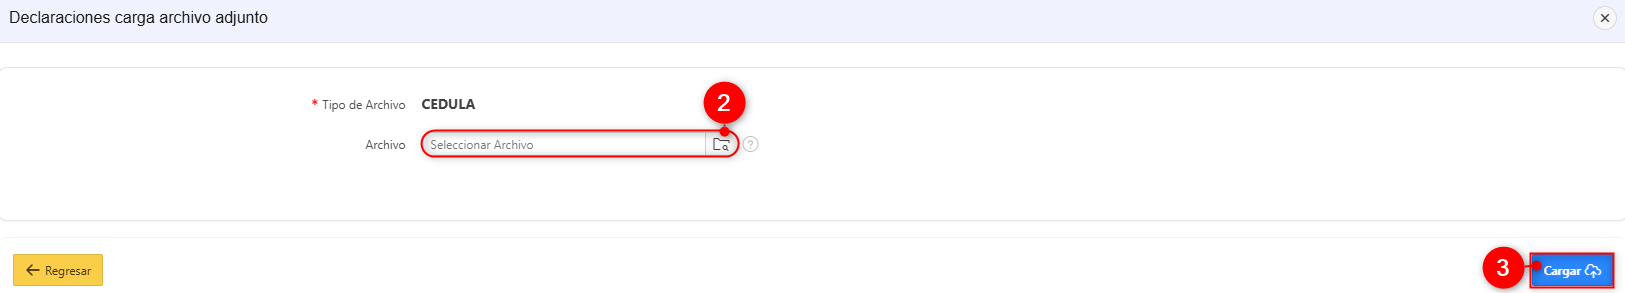 Declaraciones carga archivo adjunto
* Tipo de Archivo CEDULA
2
Archivo Seleccionar Archivo ?
← Regresar
3 Cargar